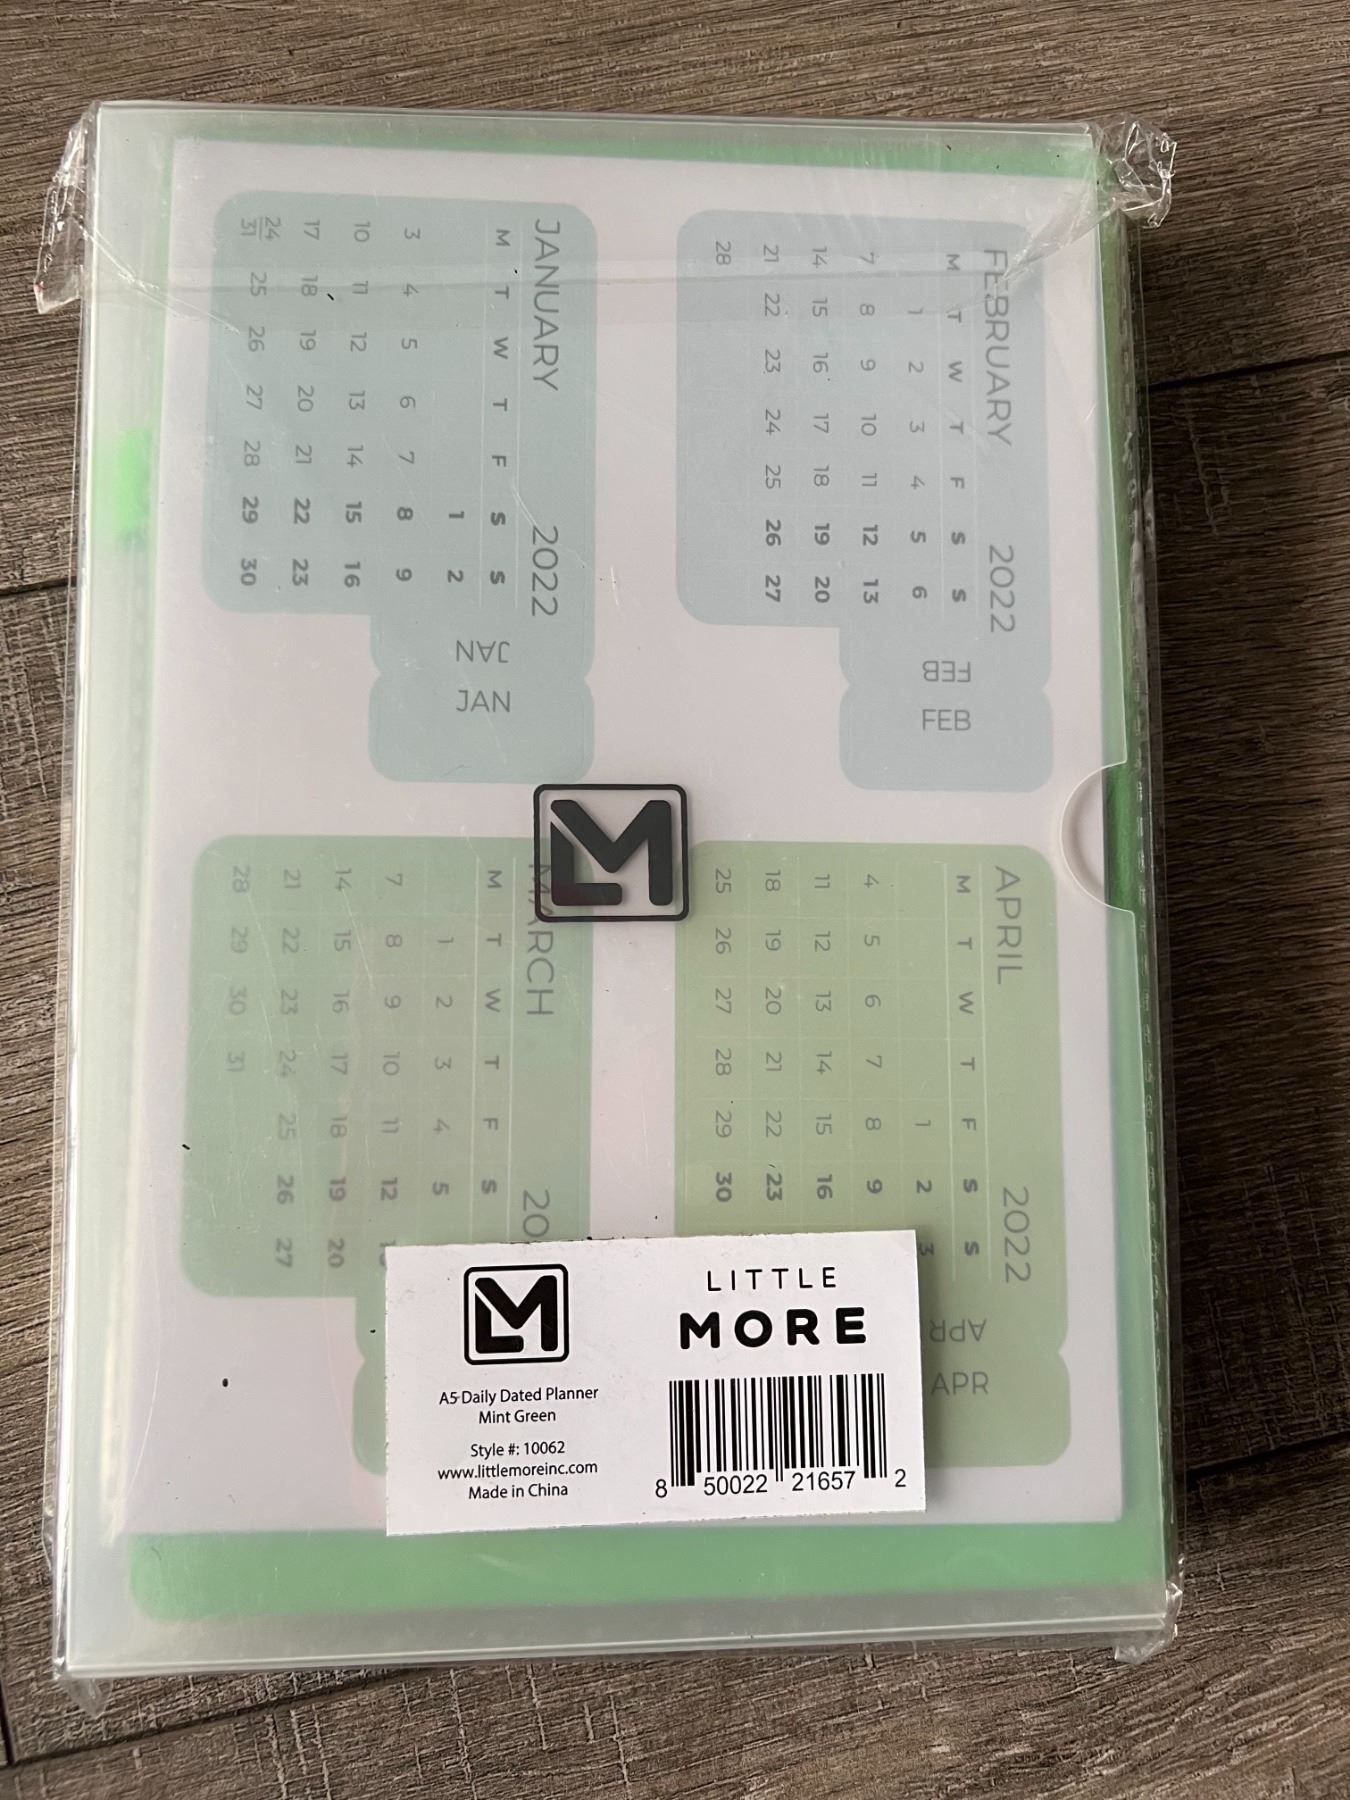 JANUARY 2022
M T W T F S S
1 2
3 4 5 6 7 8 9
10 11 12 13 14 15 16
17 18 19 20 21 22 23
24 25 26 27 28 29 30
31
JAN
JAN
FEBRUARY 2022
M T W T F S S
1 2 3 4 5 6
7 8 9 10 11 12 13
14 15 16 17 18 19 20
21 22 23 24 25 26 27
28
FEB
FEB
MARCH 20
M T W T F S
1 2 3 4 5
7 8 9 10 11 12
14 15 16 17 18 19 20
21 22 23 24 25 26 27
28 29 30 31
APRIL 2022
M T W T F S S
1 2 3
4 5 6 7 8 9
11 12 13 14 15 16
18 19 20 21 22 23
25 26 27 28 29 30
APR
APR
LM
LM
A5 Daily Dated Planner
Mint Green
Style #: 10062
www.littlemoreinc.com
Made in China
LITTLE
MORE
8 50022 21657 2